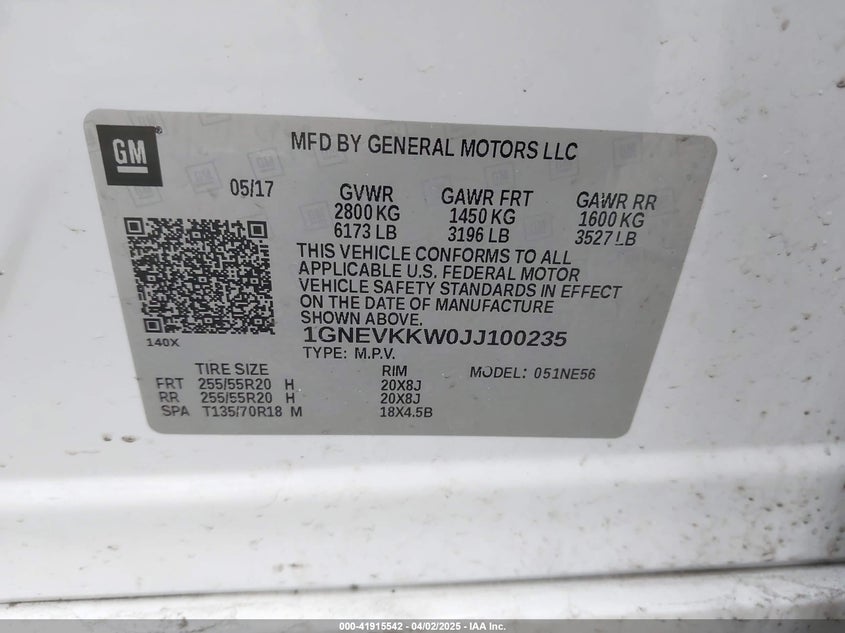 GM
MFD BY GENERAL MOTORS LLC
05/17
GVWR GAWR FRT GAWR RR
2800 KG 1450 KG 1600 KG
6173 LB 3196 LB 3527 LB
THIS VEHICLE CONFORMS TO ALL
APPLICABLE U.S. FEDERAL MOTOR
VEHICLE SAFETY STANDARDS IN EFFECT
ON THE DATE OF MANUFACTURE
SHOWN ABOVE.
140X
1GNEVKKW0JJ100235
TYPE: M.P.V.
TIRE SIZE RIM MODEL: 051NE56
FRT 255/55R20 H 20X8J
RR 255/55R20 H 20X8J
SPA T135/70R18 M 18X4.5B
000-41915542 | 04/02/2025 - IAA Inc.